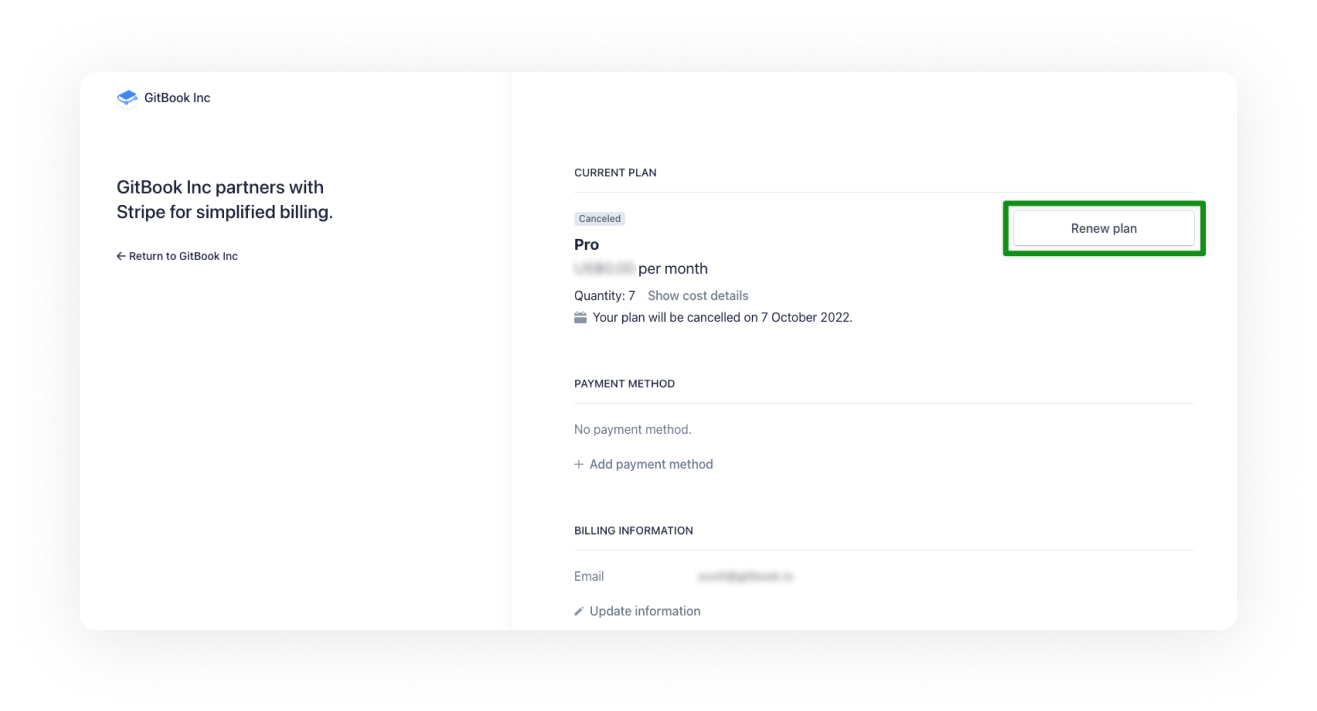 GitBook Inc
GitBook Inc partners with
Stripe for simplified billing.
← Return to GitBook Inc
CURRENT PLAN
Canceled
Renew plan
Pro
per month
Quantity: 7 Show cost details
Your plan will be cancelled on 7 October 2022.
PAYMENT METHOD
No payment method.
+ Add payment method
BILLING INFORMATION
Email
Update information